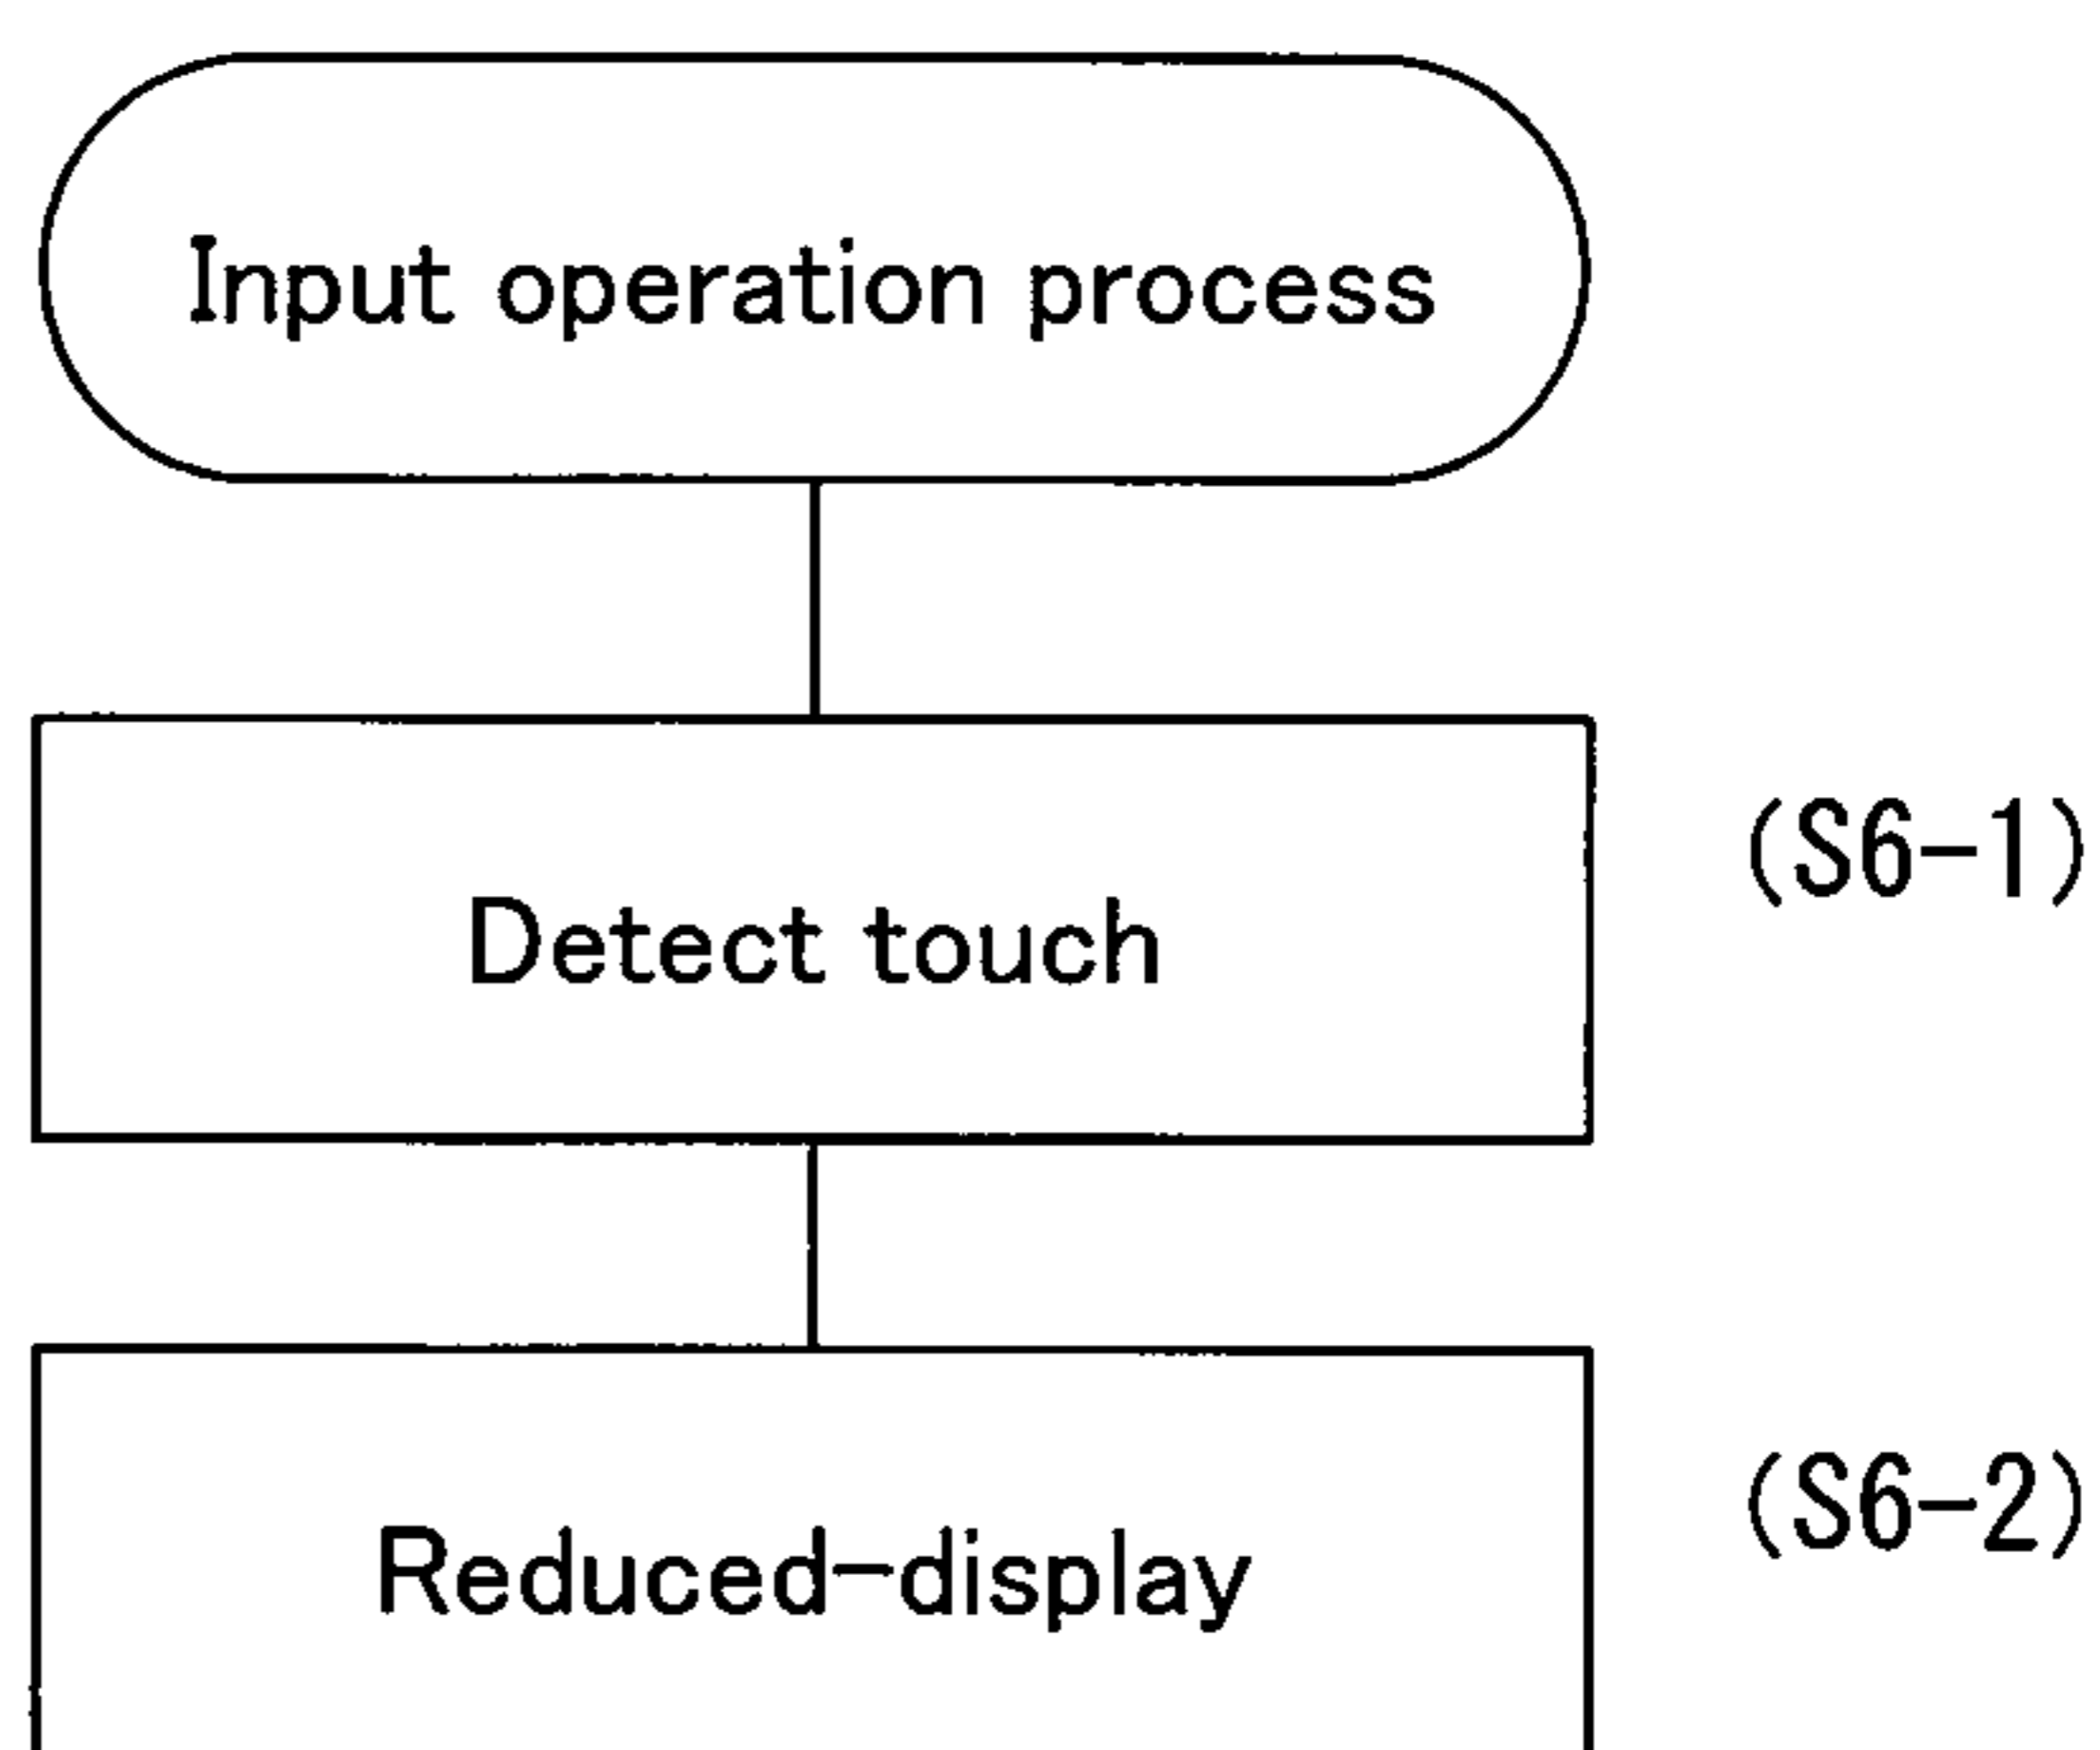 Input operation process
(S6-1)
Detect touch
(S6-2)
Reduced-display